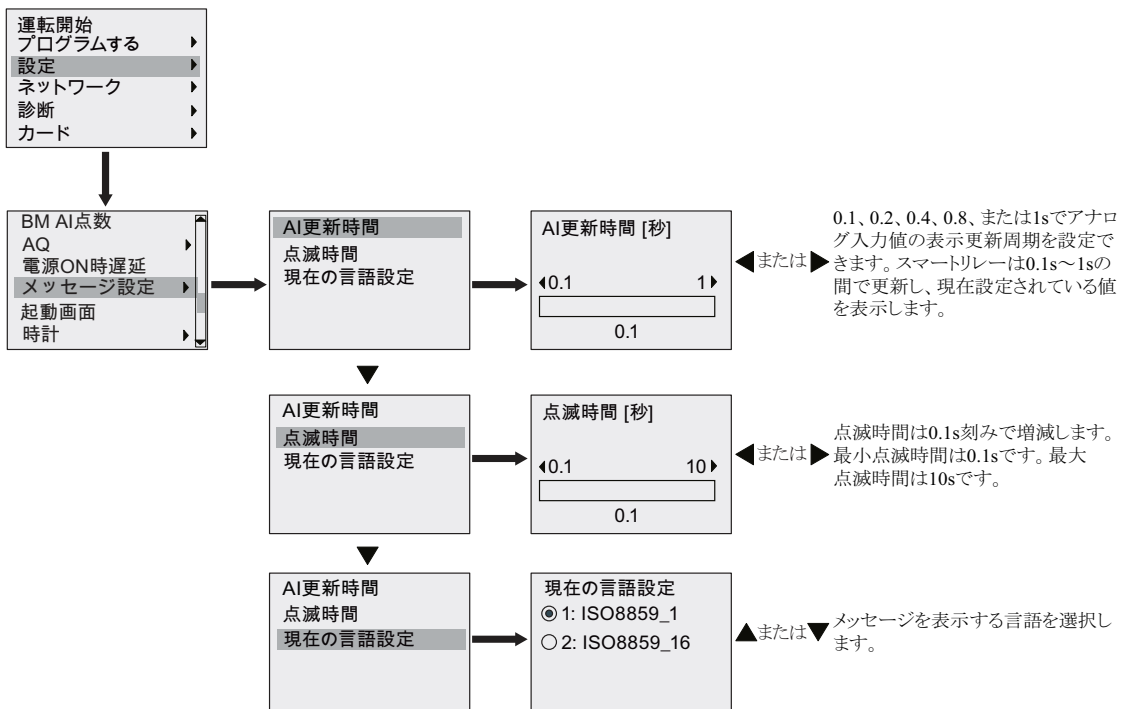 運転開始
プログラムする
設定
ネットワーク
診断
カード
BM AI点数
AQ
電源ON時遅延
メッセージ設定
起動画面
時計
AI更新時間
点滅時間
現在の言語設定
AI更新時間 [秒]
0.1 1
0.1
または
0.1、0.2、0.4、0.8、または1sでアナロ
グ入力値の表示更新周期を設定で
きます。スマートリレーは0.1s～1sの
間で更新し、現在設定されている値
を表示します。
AI更新時間
点滅時間
現在の言語設定
点滅時間 [秒]
0.1 10
0.1
または
点滅時間は0.1s刻みで増減します。
最小点滅時間は0.1sです。最大
点滅時間は10sです。
AI更新時間
点滅時間
現在の言語設定
現在の言語設定
1: ISO8859_1
2: ISO8859_16
または
メッセージを表示する言語を選択し
ます。